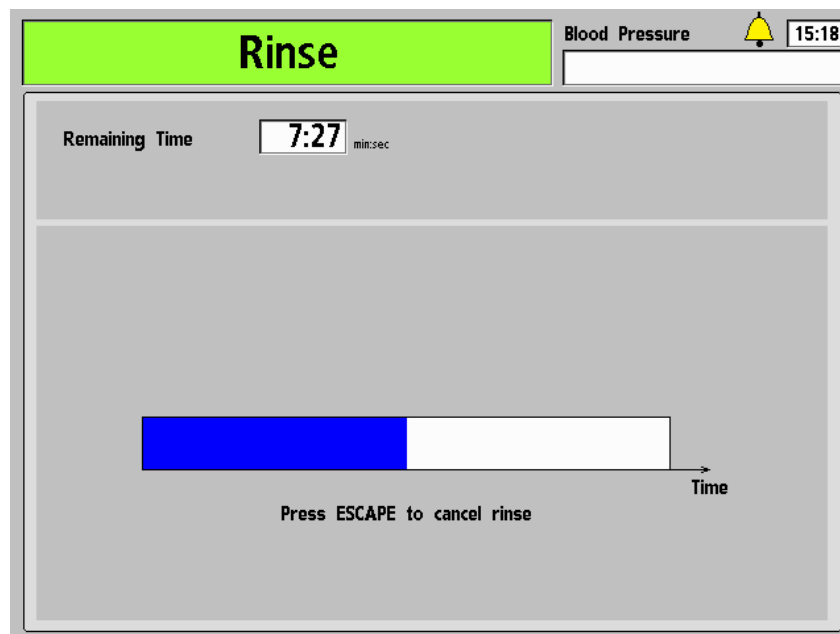 Rinse
Blood Pressure
15:18
Remaining Time 7:27 min:sec
Time
Press ESCAPE to cancel rinse